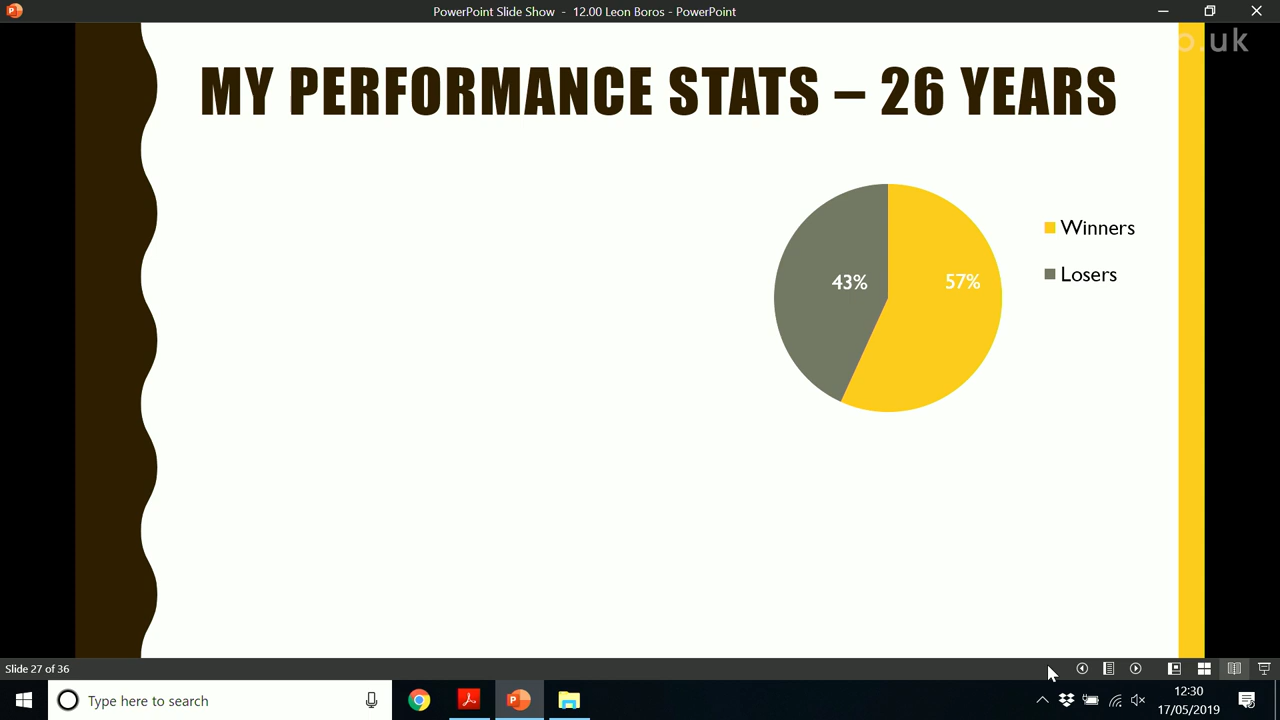 PowerPoint Slide Show - 12.00 Leon Boros - PowerPoint
o.uk
MY PERFORMANCE STATS – 26 YEARS
Winners
43%
57%
Losers
Slide 27 of 36
Type here to search
12:30
17/05/2019